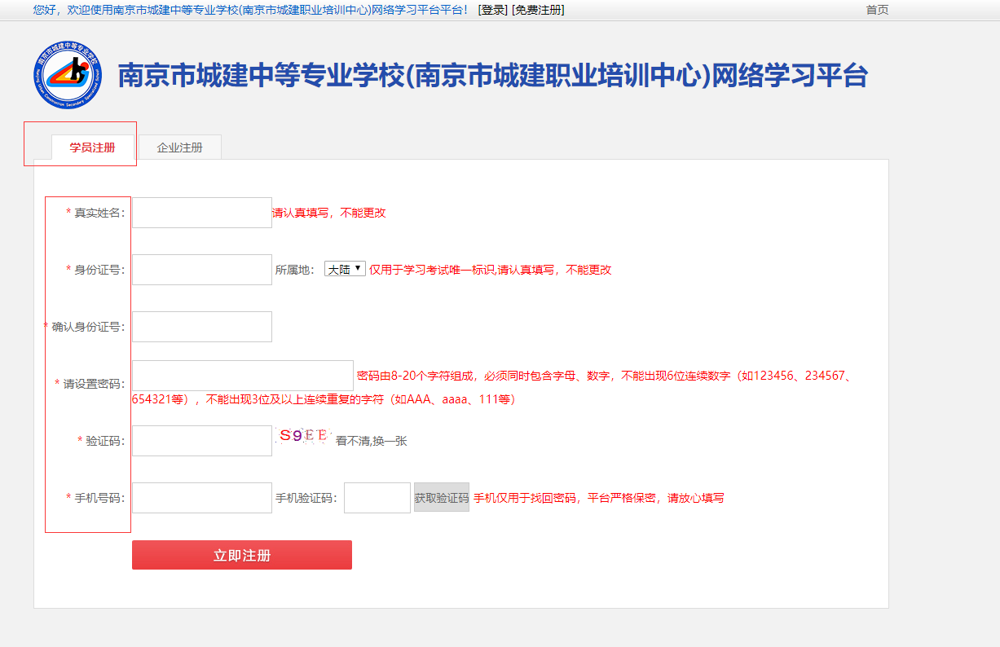 您好，欢迎使用南京市城建中等专业学校(南京市城建职业培训中心)网络学习平台平台！ [登录] [免费注册] 首页
南京市城建中等专业学校(南京市城建职业培训中心)网络学习平台
学员注册 企业注册
* 真实姓名： 请认真填写，不能更改
* 身份证号： 所属地： 大陆 仅用于学习考试唯一标识,请认真填写，不能更改
* 确认身份证号：
* 请设置密码： 密码由8-20个字符组成，必须同时包含字母、数字，不能出现6位连续数字（如123456、234567、
654321等），不能出现3位及以上连续重复的字符（如AAA、aaaa、111等）
* 验证码： S9EE 看不清,换一张
* 手机号码： 手机验证码： 获取验证码 手机仅用于找回密码，平台严格保密，请放心填写
立即注册